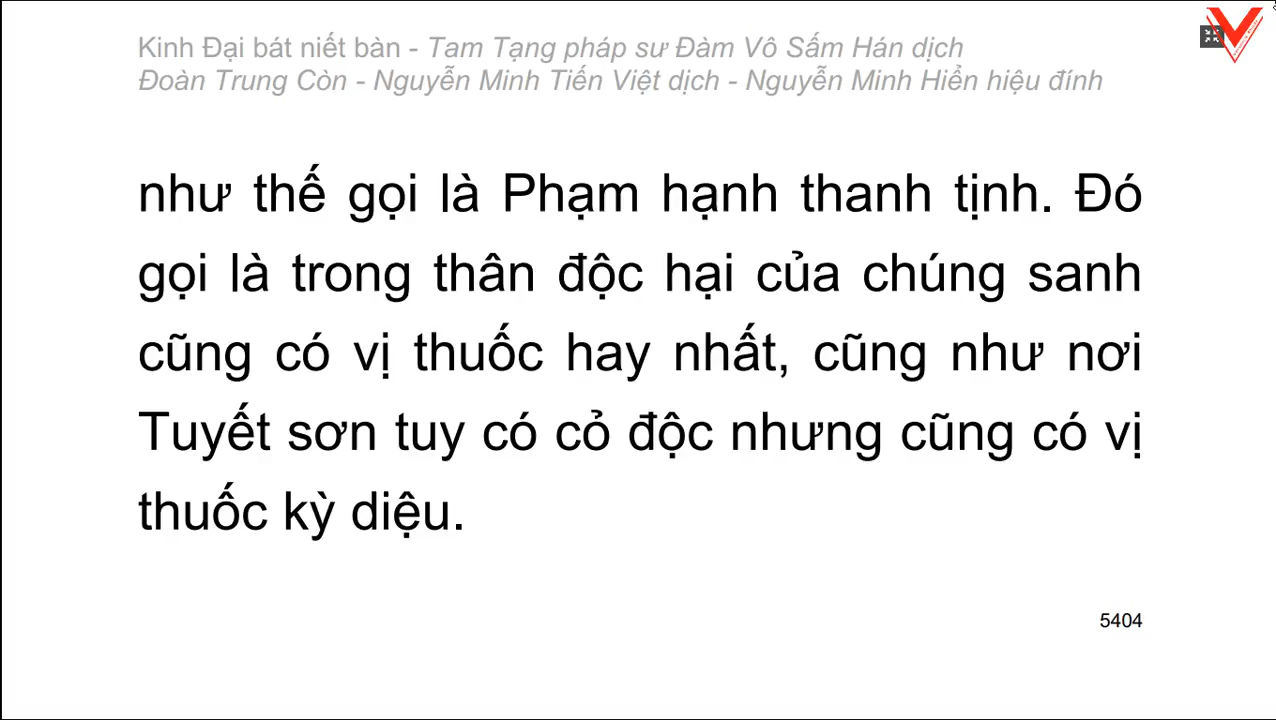 Kinh Đại bát niết bàn - Tam Tạng pháp sư Đàm Vô Sấm Hán dịch
Đoàn Trung Còn - Nguyễn Minh Tiến Việt dịch - Nguyễn Minh Hiển hiệu đính
như thế gọi là Phạm hạnh thanh tịnh. Đó
gọi là trong thân độc hại của chúng sanh
cũng có vị thuốc hay nhất, cũng như nơi
Tuyết sơn tuy có cỏ độc nhưng cũng có vị
thuốc kỳ diệu.
5404